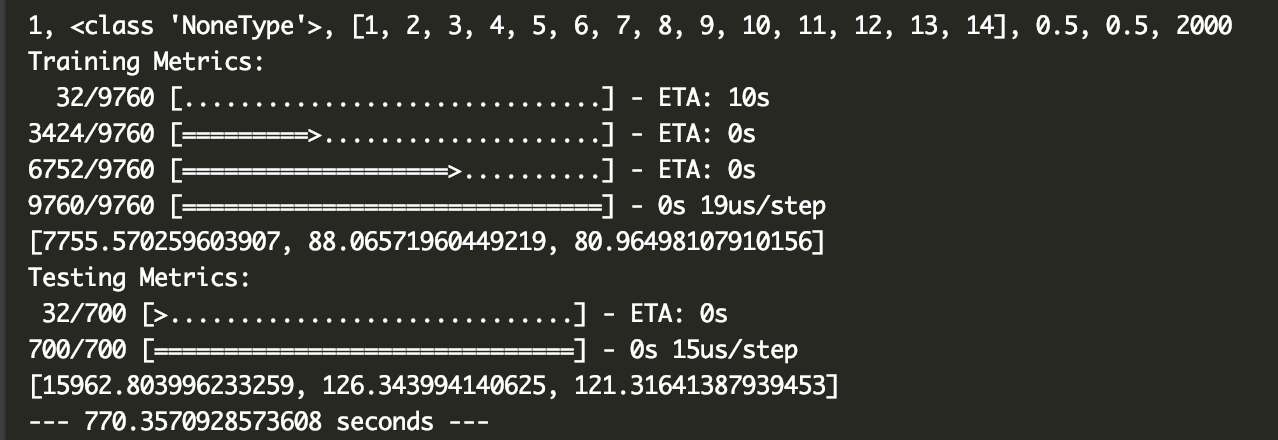 1, <class 'NoneType'>, [1, 2, 3, 4, 5, 6, 7, 8, 9, 10, 11, 12, 13, 14], 0.5, 0.5, 2000
Training Metrics:
  32/9760 [..............................] - ETA: 10s
3424/9760 [=========>....................] - ETA: 0s
6752/9760 [===================>..........] - ETA: 0s
9760/9760 [==============================] - 0s 19us/step
[7755.570259603907, 88.06571960449219, 80.96498107910156]
Testing Metrics:
 32/700 [>.............................] - ETA: 0s
700/700 [==============================] - 0s 15us/step
[15962.803996233259, 126.343994140625, 121.31641387939453]
--- 770.3570928573608 seconds ---